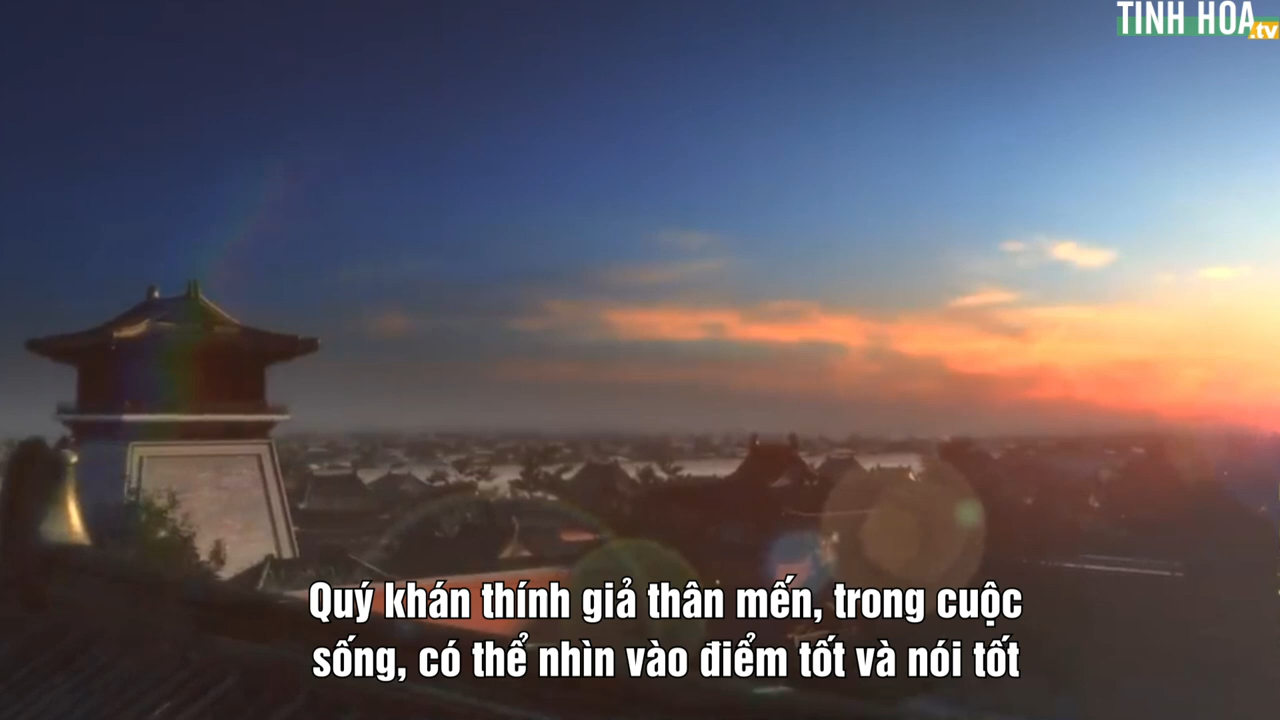 TINH HOA
.tv
Quý khán thính giả thân mến, trong cuộc
sống, có thể nhìn vào điểm tốt và nói tốt